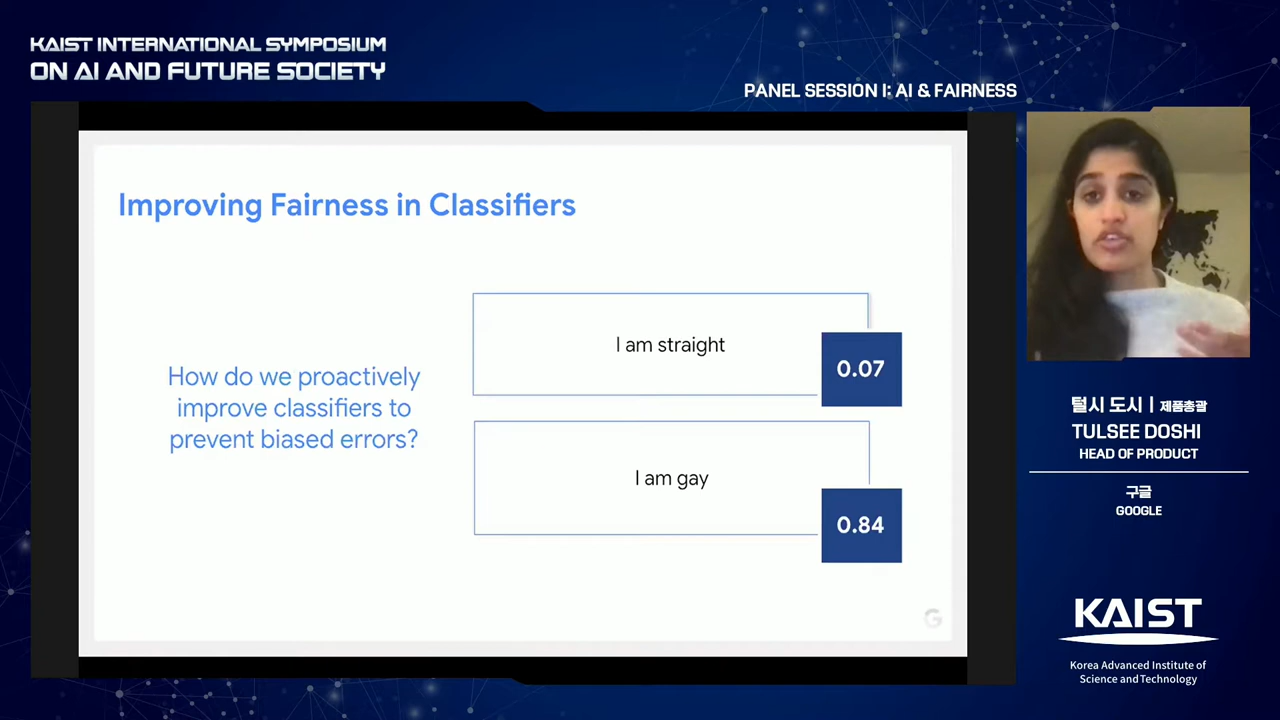 KAIST INTERNATIONAL SYMPOSIUM
ON AI AND FUTURE SOCIETY
PANEL SESSION I: AI & FAIRNESS
Improving Fairness in Classifiers
How do we proactively
improve classifiers to
prevent biased errors?
I am straight
0.07
I am gay
0.84
G
털시 도시 | 제품총괄
TULSEE DOSHI
HEAD OF PRODUCT
구글
GOOGLE
KAIST
Korea Advanced Institute of
Science and Technology